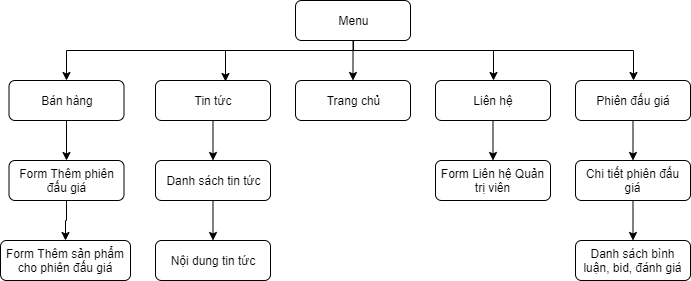 Menu
Bán hàng
Tin tức
Trang chủ
Liên hệ
Phiên đấu giá
Form Thêm phiên
đấu giá
Danh sách tin tức
Form Liên hệ Quản
trị viên
Chi tiết phiên đấu
giá
Form Thêm sản phẩm
cho phiên đấu giá
Nội dung tin tức
Danh sách bình
luận, bid, đánh giá